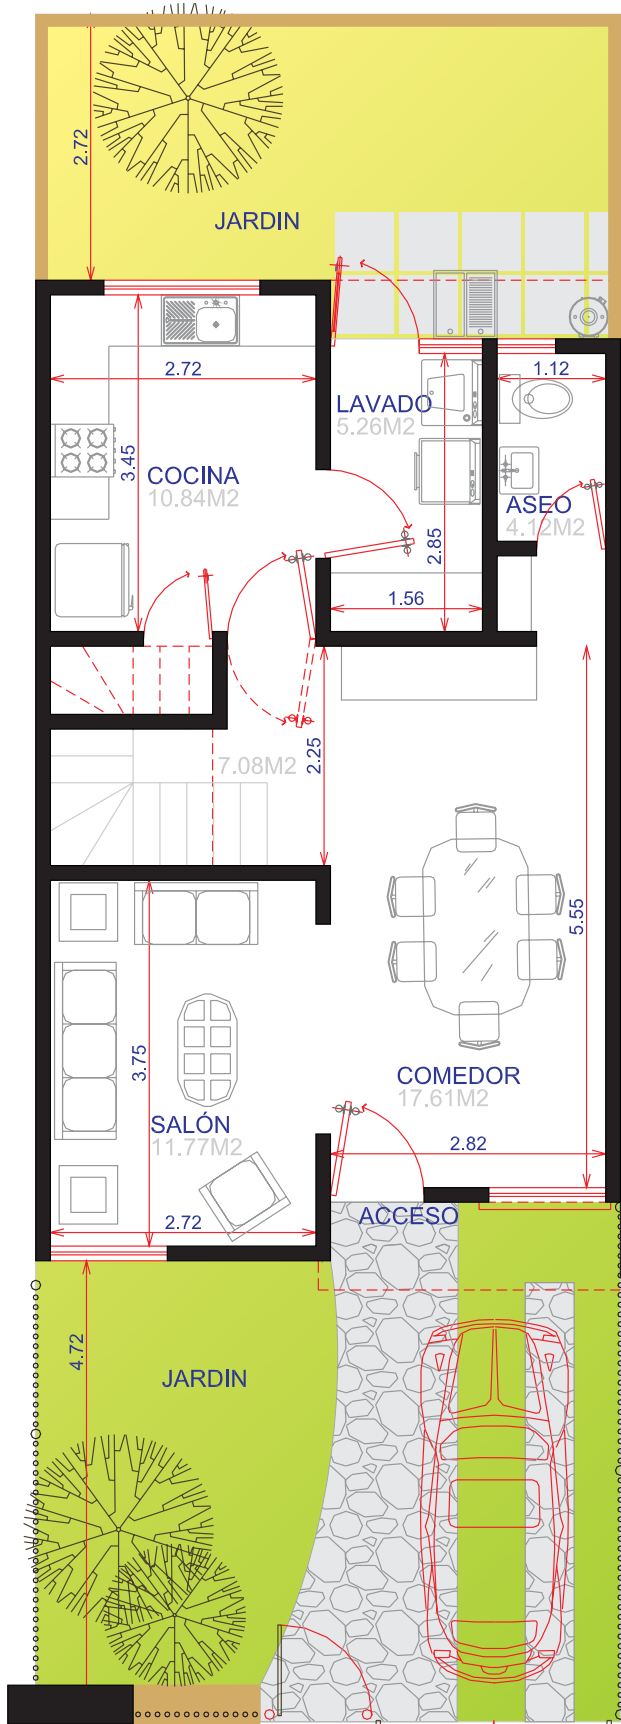 2.72
JARDIN
2.72
1.12
LAVADO
5.26M2
3.45
COCINA
10.84M2
ASEO
4.12M2
2.85
1.56
7.08M2
2.25
5.55
3.75
COMEDOR
17.61M2
SALÓN
11.77M2
2.82
2.72
ACCESO
4.72
JARDIN